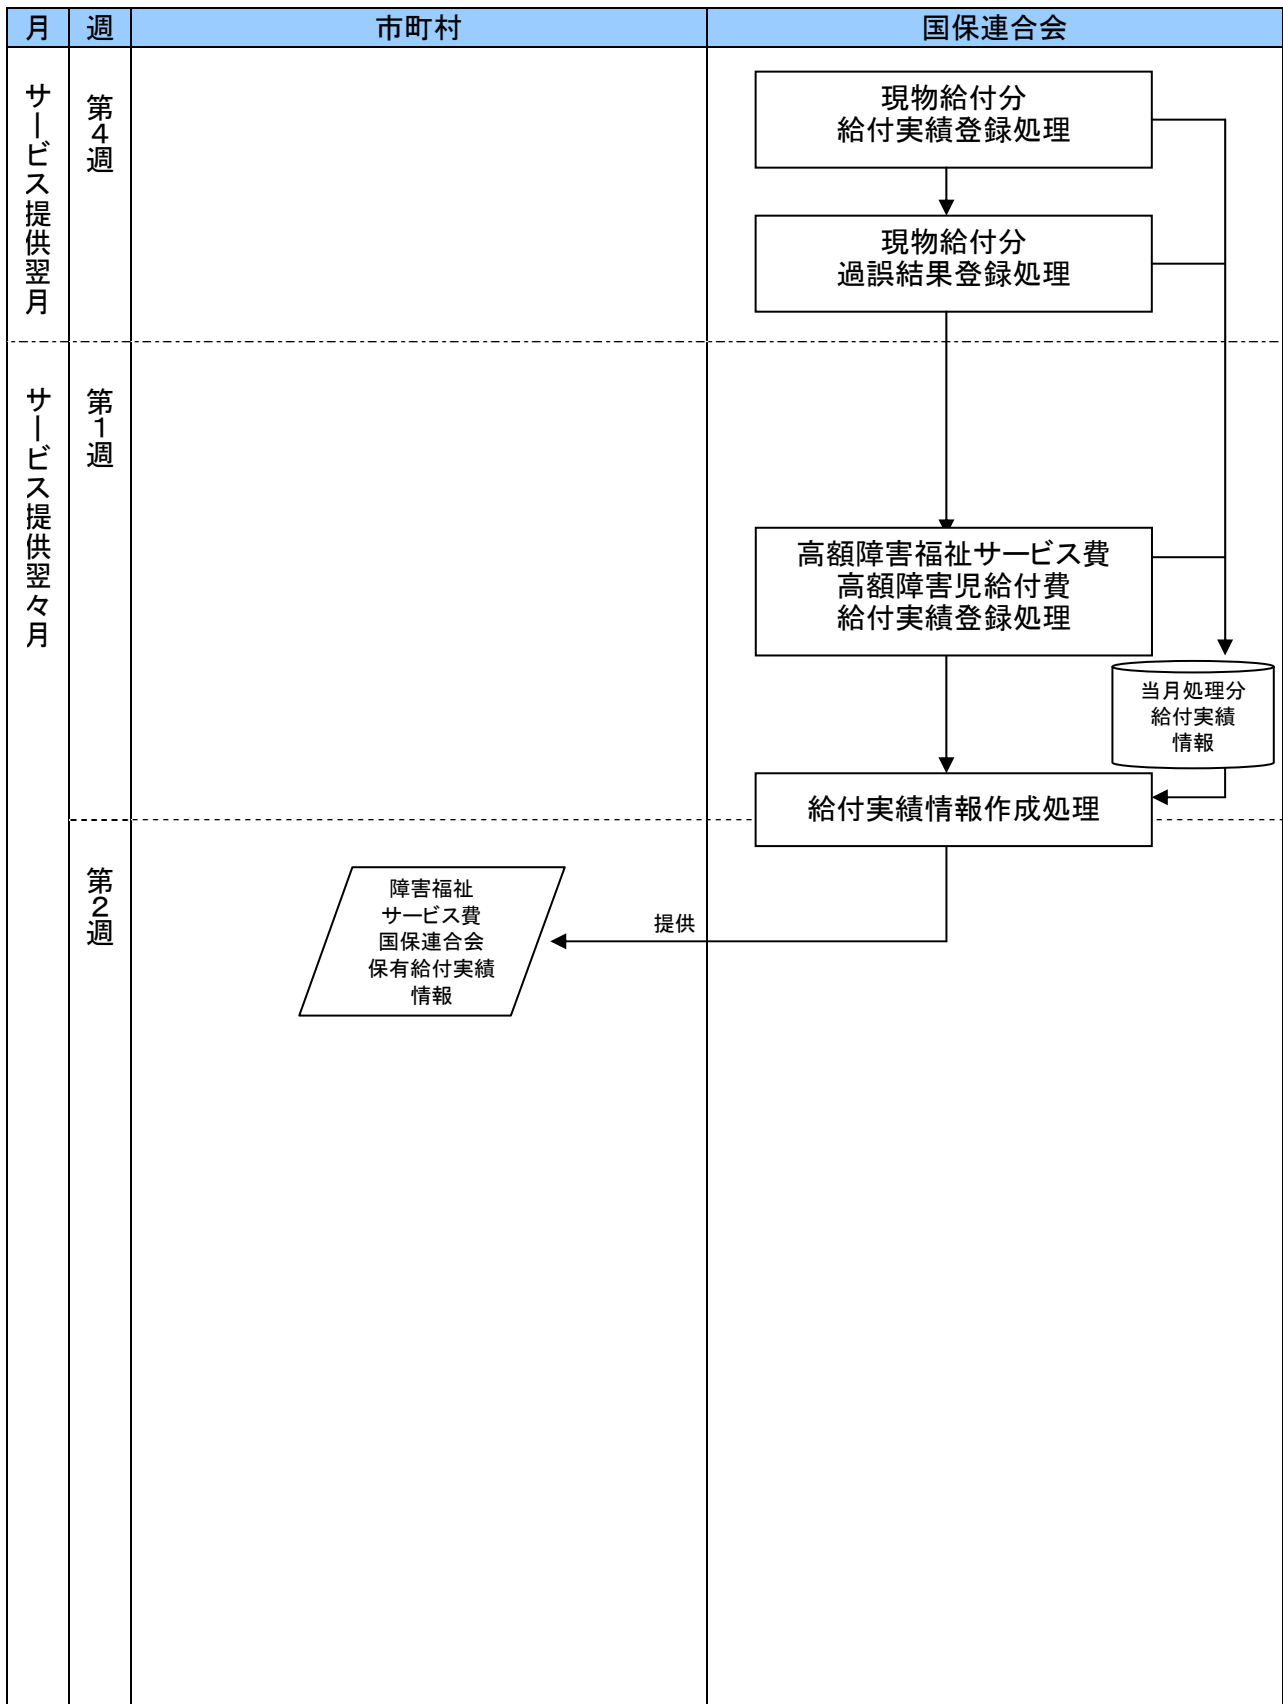 月 週 市町村 国保連合会
サービス提供翌月
第4週
現物給付分
給付実績登録処理
現物給付分
過誤結果登録処理
サービス提供翌々月
第1週
高額障害福祉サービス費
高額障害児給付費
給付実績登録処理
当月処理分
給付実績
情報
給付実績情報作成処理
第2週
障害福祉
サービス費
国保連合会
保有給付実績
情報
提供